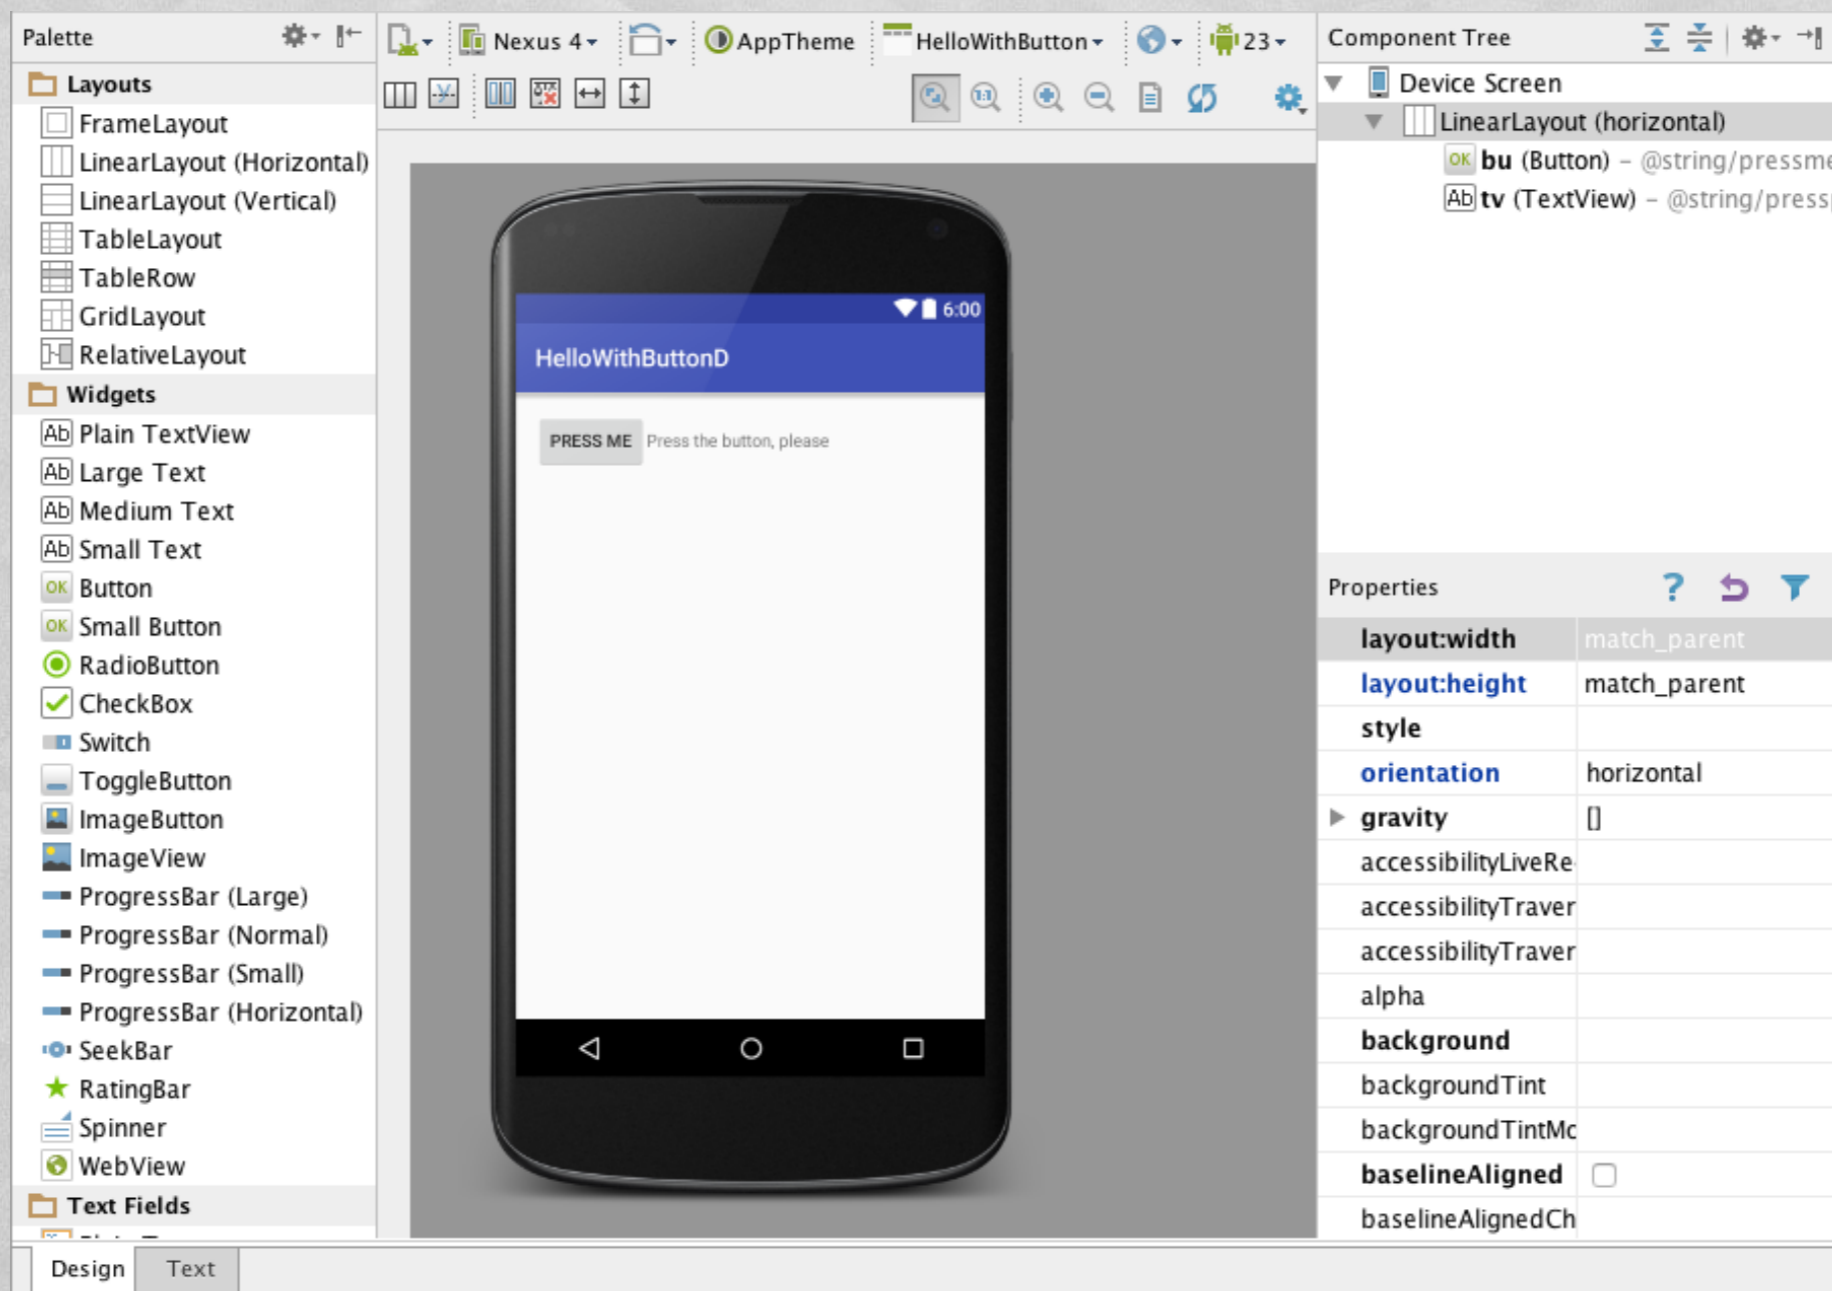 Palette
Layouts
FrameLayout
LinearLayout (Horizontal)
LinearLayout (Vertical)
TableLayout
TableRow
GridLayout
RelativeLayout
Widgets
Ab Plain TextView
Ab Large Text
Ab Medium Text
Ab Small Text
OK Button
OK Small Button
RadioButton
CheckBox
Switch
ToggleButton
ImageButton
ImageView
ProgressBar (Large)
ProgressBar (Normal)
ProgressBar (Small)
ProgressBar (Horizontal)
SeekBar
RatingBar
Spinner
WebView
Text Fields
Design
Text
Nexus 4
AppTheme
HelloWithButton
23
1:1
6:00
HelloWithButtonD
PRESS ME Press the button, please
Component Tree
Device Screen
LinearLayout (horizontal)
OK bu (Button) – @string/pressme
Ab tv (TextView) – @string/press
Properties
?
layout:width match_parent
layout:height match_parent
style
orientation horizontal
gravity []
accessibilityLiveRe
accessibilityTraver
accessibilityTraver
alpha
background
backgroundTint
backgroundTintMo
baselineAligned
baselineAlignedCh